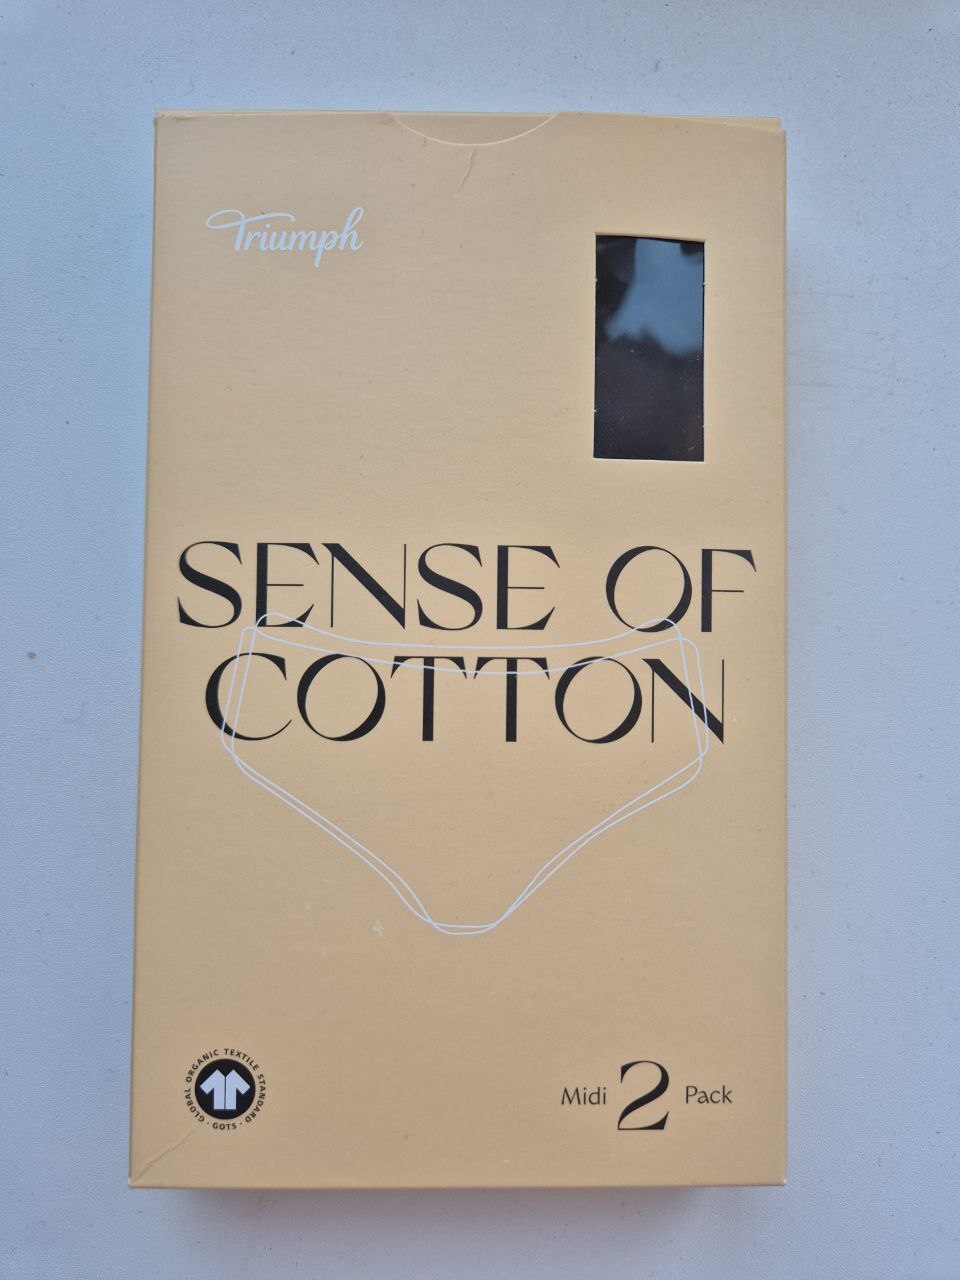 Triumph
SENSE OF
COTTON
GLOBAL ORGANIC TEXTILE STANDARD · GOTS ·
Midi 2 Pack